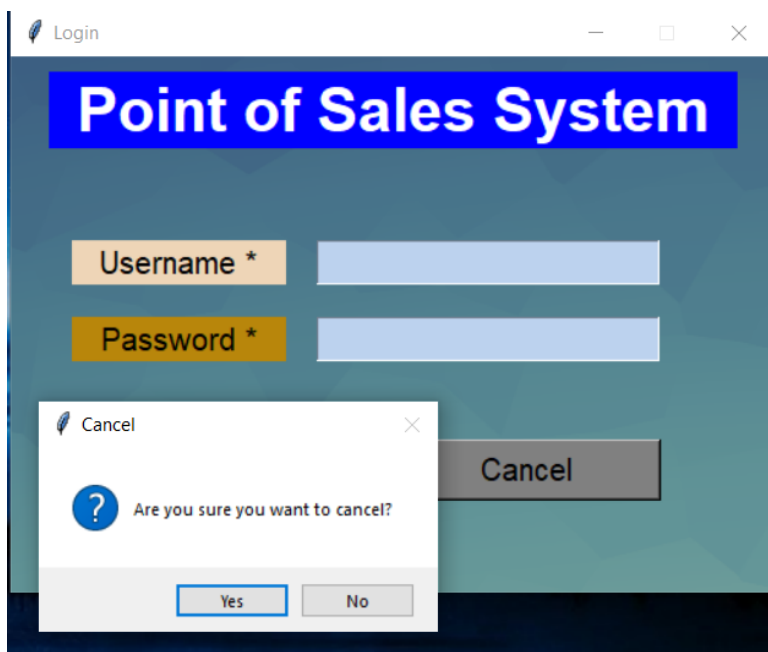 Login
Point of Sales System
Username *
Password *
Cancel
Cancel
Are you sure you want to cancel?
Yes
No